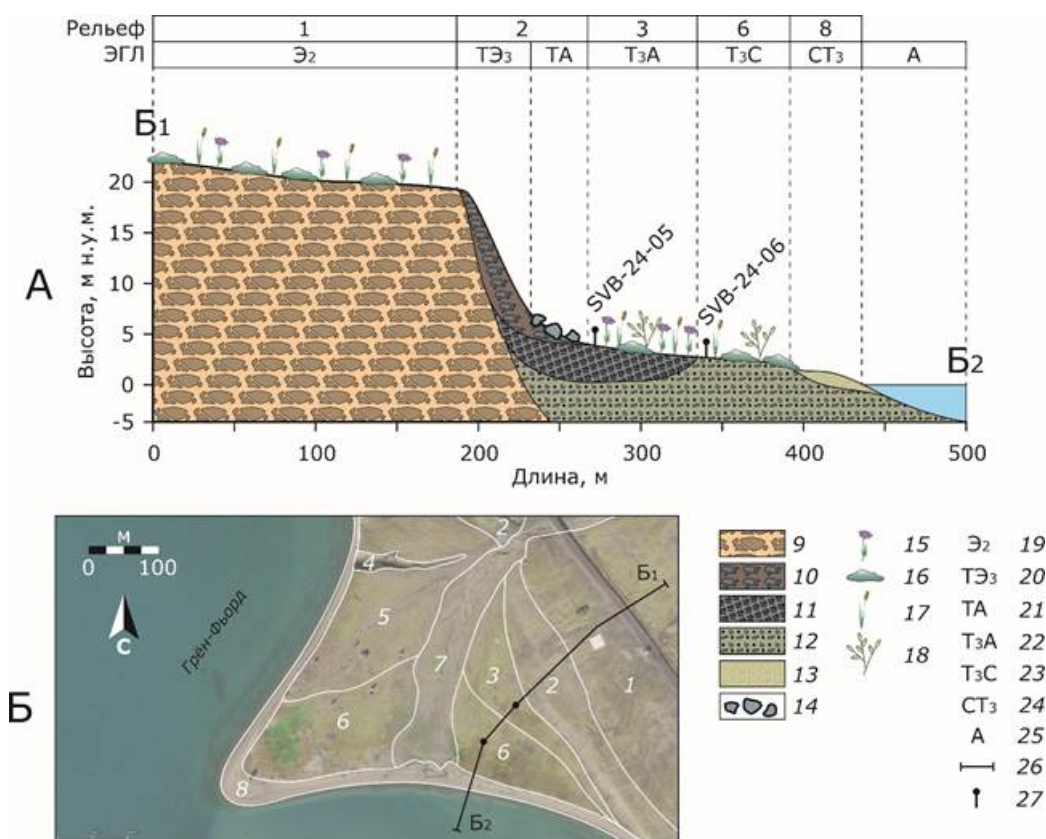 Рельеф 1 2 3 6 8
ЭГЛ Э2 ТЭ3 ТА Т3А Т3С СТ3 А
Б1
20
15
10
5
0
-5
Высота, м н.у.м.
А
SVB-24-05
SVB-24-06
Б2
0 100 200 300 400 500
Длина, м
Б
М
0 100
С
Грён-Фьорд
2
4
5
7
3
2
1
6
6
8
Б1
Б2
9 15 Э2 19
10 16 ТЭ3 20
11 17 ТА 21
12 18 Т3А 22
13 Т3С 23
14 СТ3 24
А 25
26
27